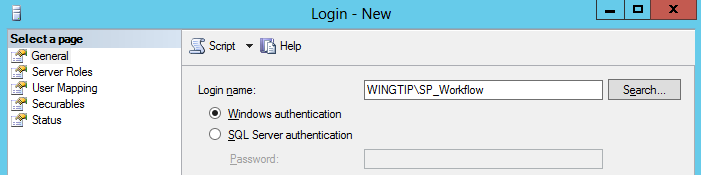 Login - New
Select a page
General
Server Roles
User Mapping
Securables
Status
Script Help
Login name: WINGTIP\SP_Workflow Search...
Windows authentication
SQL Server authentication
Password: